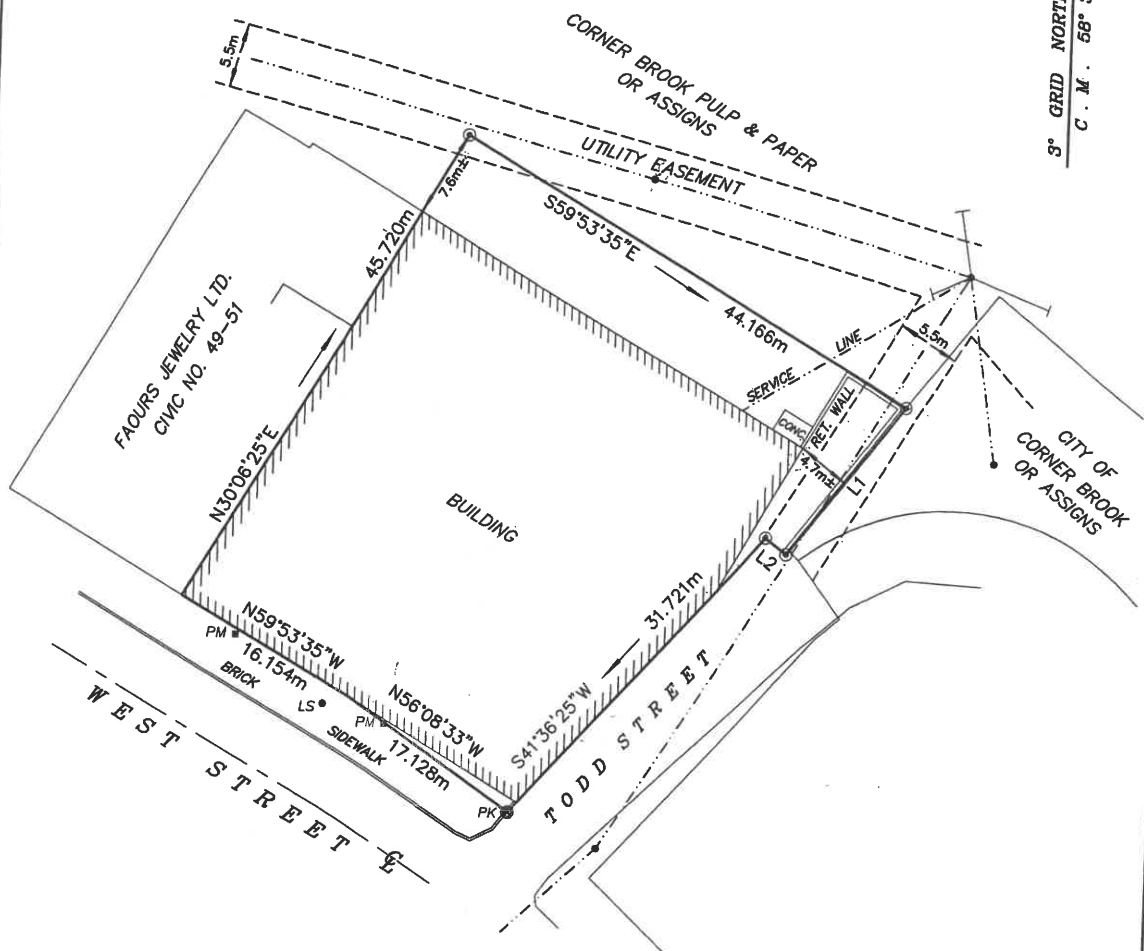 CORNER BROOK PULP & PAPER
OR ASSIGNS
3° GRID NORT
C. M. 58°
5.5m
UTILITY EASEMENT
7.6m±
S59°53'35"E
45.720m
44.166m
FAOURS JEWELRY LTD.
CIVIC NO. 49-51
SERVICE LINE
5.5m
CONC.
RET. WALL
4.7m±
L1
CITY OF
CORNER BROOK
OR ASSIGNS
N30°06'25"E
BUILDING
L2
31.721m
N59°53'35"W
PM
16.154m
BRICK
SIDEWALK
LS
PM
N56°08'33"W
17.128m
S41°36'25"W
TODD STREET
PK
WEST STREET ℄